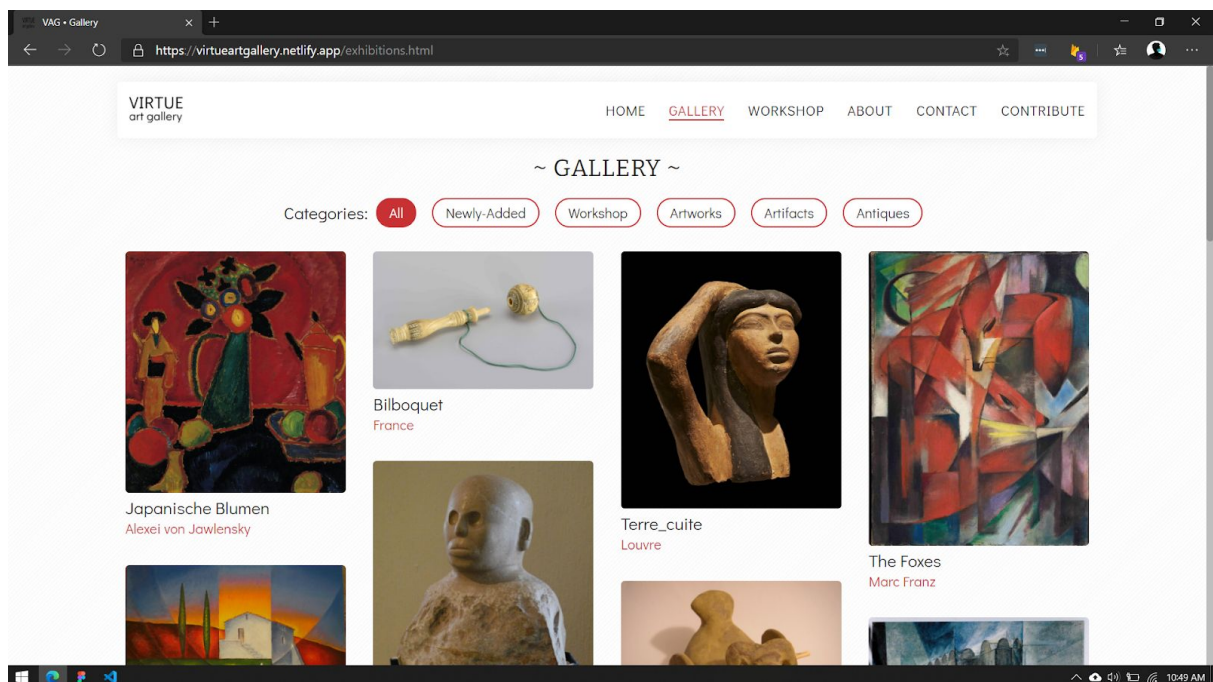 VAG • Gallery
https://virtueartgallery.netlify.app/exhibitions.html
5
VIRTUE
art gallery
HOME GALLERY WORKSHOP ABOUT CONTACT CONTRIBUTE
~ GALLERY ~
Categories: All Newly-Added Workshop Artworks Artifacts Antiques
Japanische Blumen
Alexei von Jawlensky
Bilboquet
France
Terre_cuite
Louvre
The Foxes
Marc Franz
10:49 AM